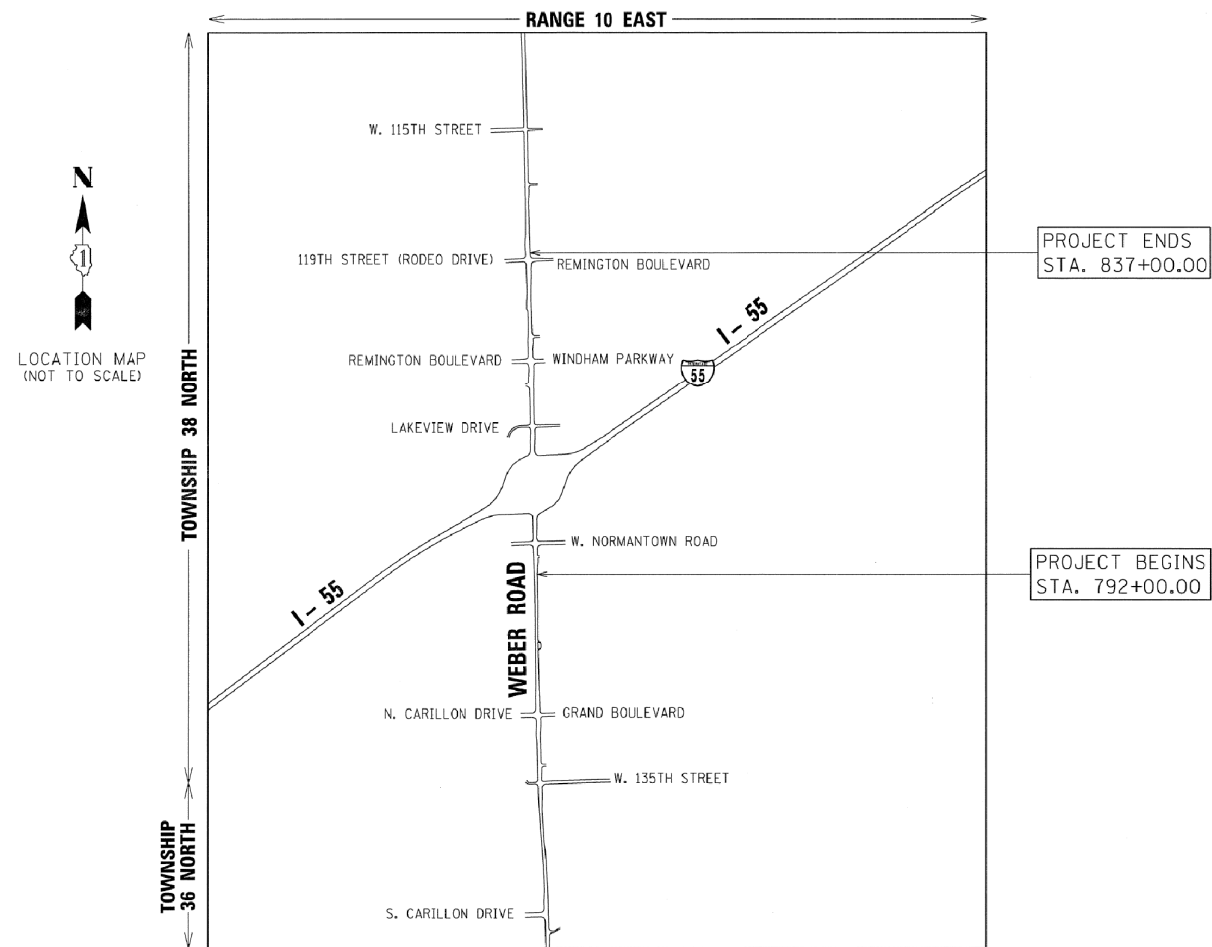 RANGE 10 EAST
W. 115TH STREET
N
1
LOCATION MAP
(NOT TO SCALE)
119TH STREET (RODEO DRIVE)
REMINGTON BOULEVARD
PROJECT ENDS
STA. 837+00.00
I-55
REMINGTON BOULEVARD
WINDHAM PARKWAY
55
TOWNSHIP 38 NORTH
LAKEVIEW DRIVE
W. NORMANTOWN ROAD
PROJECT BEGINS
STA. 792+00.00
I-55
WEBER ROAD
N. CARILLON DRIVE
GRAND BOULEVARD
W. 135TH STREET
TOWNSHIP
36 NORTH
S. CARILLON DRIVE